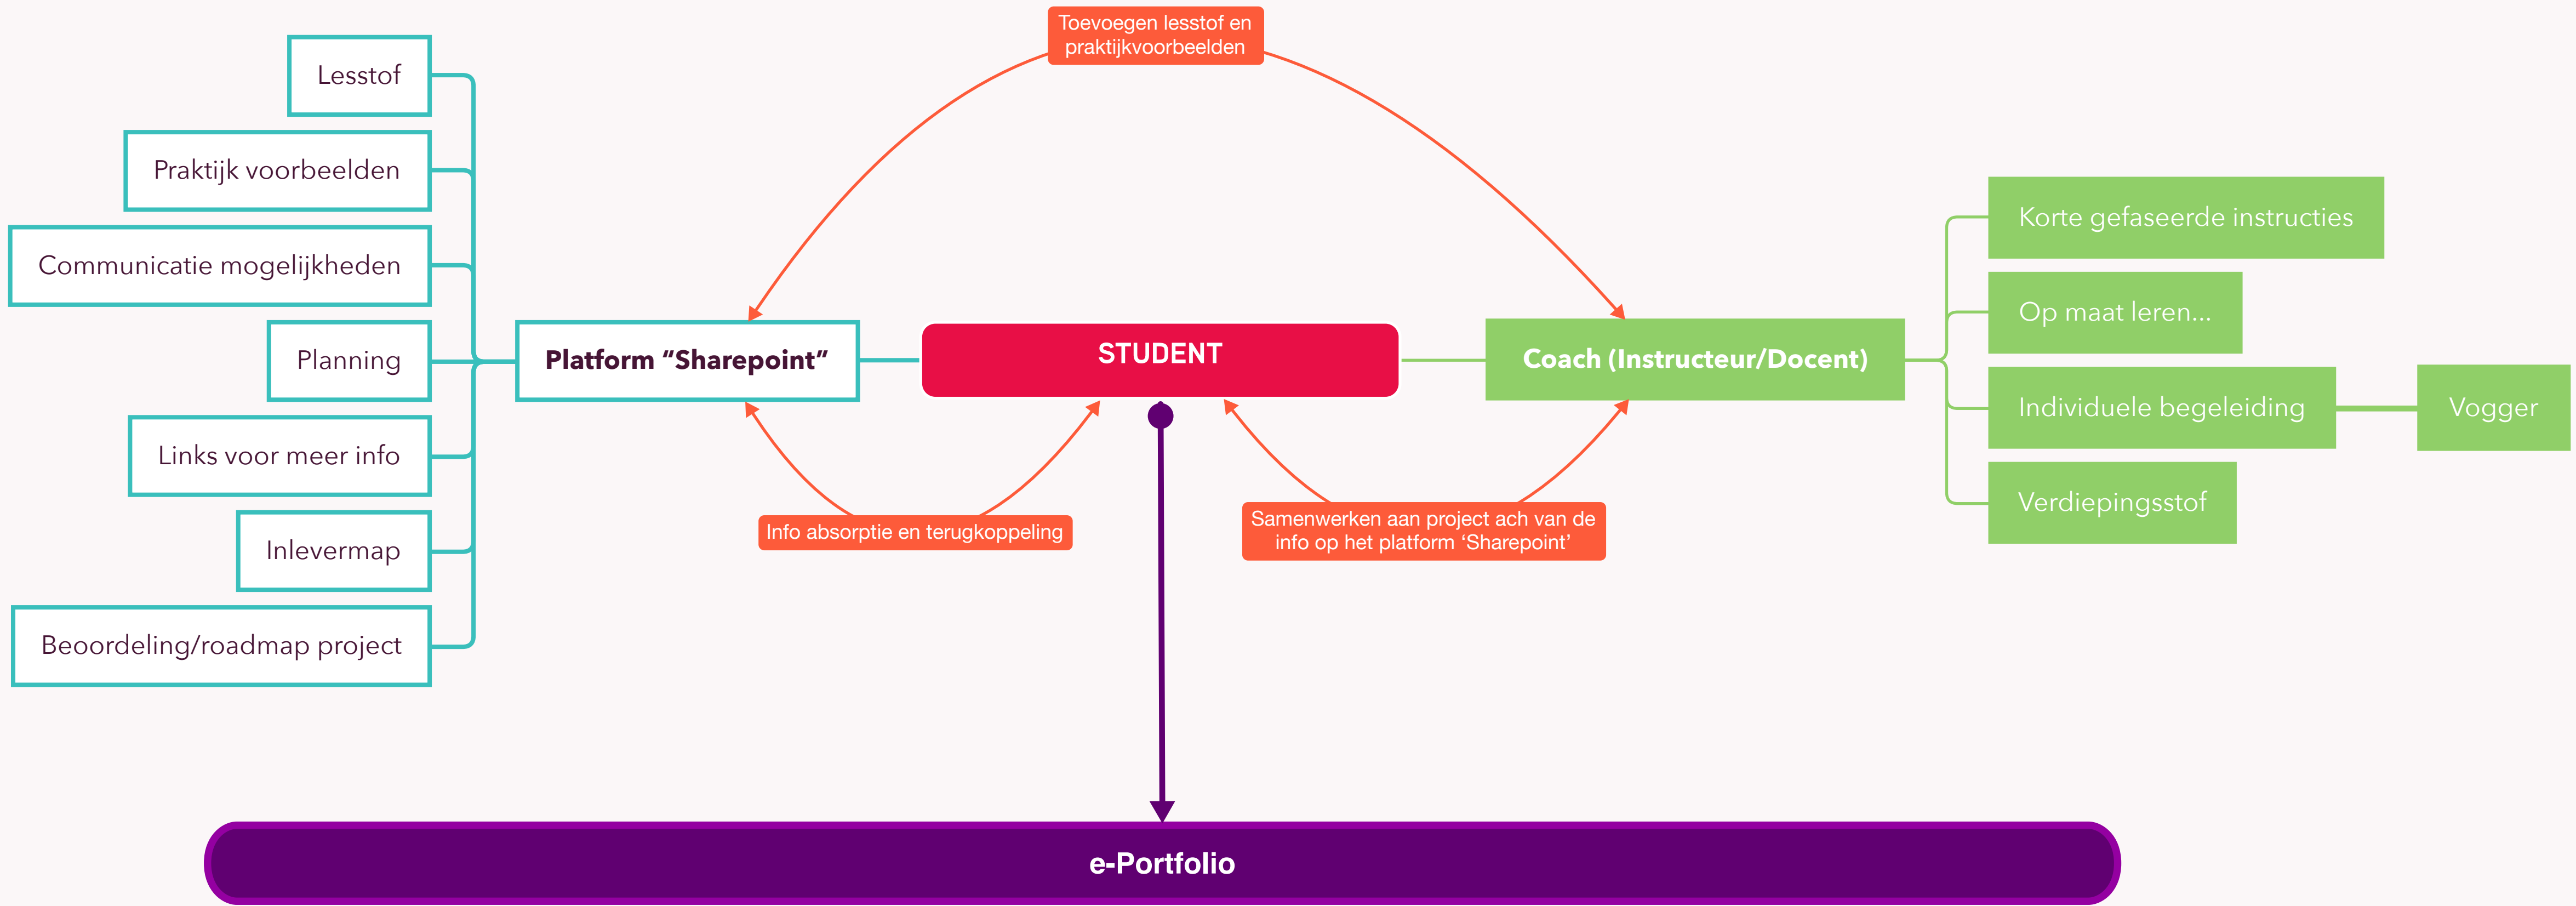 Toevoegen lesstof en
praktijkvoorbeelden
Lesstof
Praktijk voorbeelden
Communicatie mogelijkheden
Planning
Links voor meer info
Inlevermap
Beoordeling/roadmap project
Platform “Sharepoint”
STUDENT
Coach (Instructeur/Docent)
Korte gefaseerde instructies
Op maat leren...
Individuele begeleiding
Vogger
Verdiepingsstof
Info absorptie en terugkoppeling
Samenwerken aan project ach van de
info op het platform ‘Sharepoint’
e-Portfolio